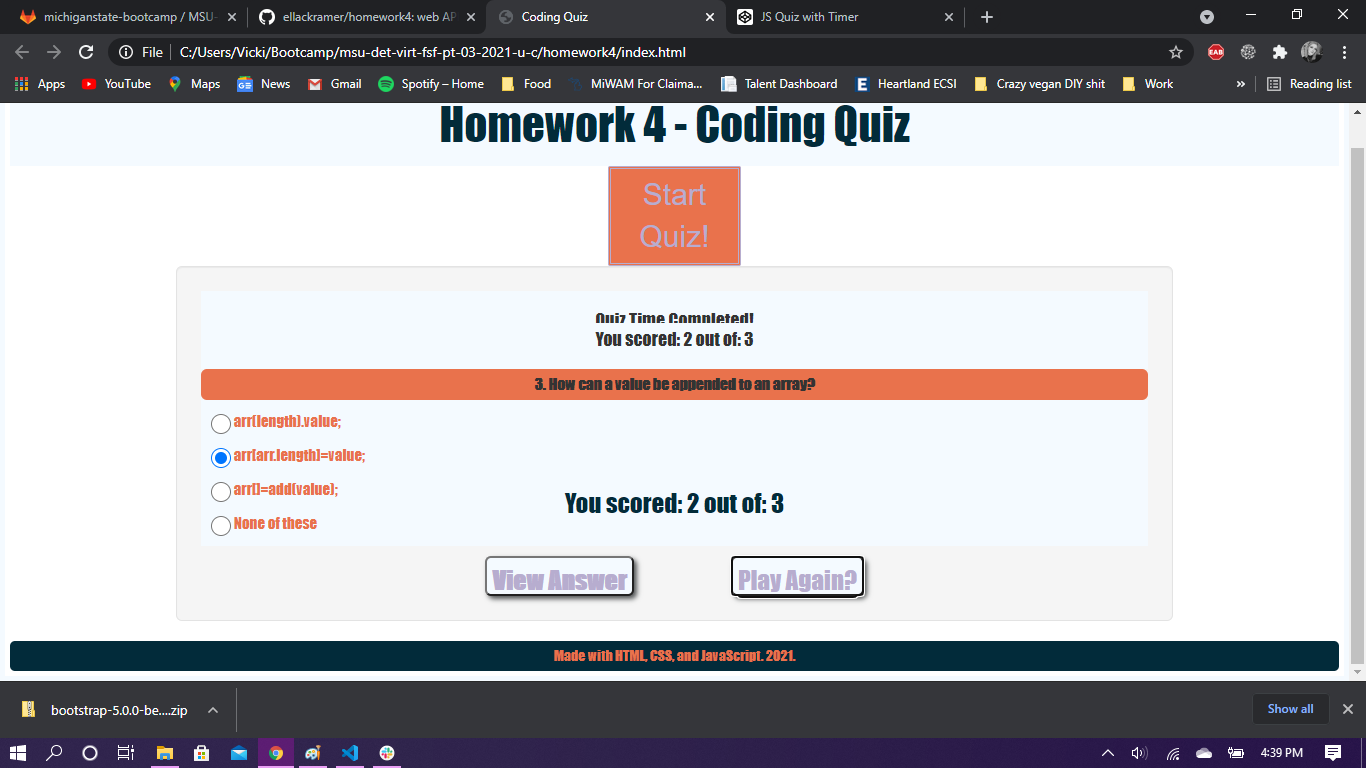 michiganstate-bootcamp / MSU-
ellackramer/homework4: web AP
Coding Quiz
JS Quiz with Timer
File
C:/Users/Vicki/Bootcamp/msu-det-virt-fsf-pt-03-2021-u-c/homework4/index.html
EAB
Apps
YouTube
Maps
News
Gmail
Spotify – Home
Food
MiWAM For Claima...
Talent Dashboard
E
Heartland ECSI
Crazy vegan DIY shit
Work
»
Reading list
Homework 4 - Coding Quiz
Start
Quiz!
Quiz Time Completed!
You scored: 2 out of: 3
3. How can a value be appended to an array?
arr(length).value;
arr[arr.length]=value;
arr[]=add(value);
None of these
You scored: 2 out of: 3
View Answer
Play Again?
Made with HTML, CSS, and JavaScript. 2021.
bootstrap-5.0.0-be....zip
Show all
4:39 PM